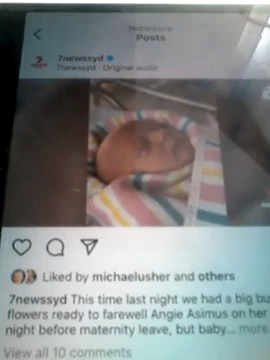 7NEWSSYD
Posts
7newssyd
7newssyd · Original audio
Liked by michaelusher and others
7newssyd This time last night we had a big bu
flowers ready to farewell Angie Asimus on her
night before maternity leave, but baby... more
View all 10 comments